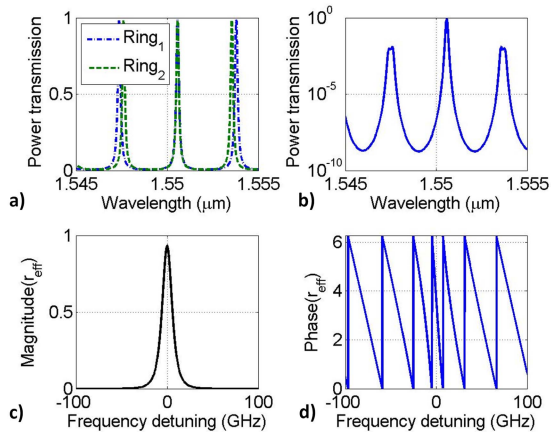 1
0.5
0
Power transmission
Ring1
Ring2
1.545 1.555 1.555
Wavelength (μm)
a)
10^0
10^-5
10^-10
Power transmission
1.545 1.555 1.555
Wavelength (μm)
b)
1
0.5
0
Magnitude(r_eff)
-100 0 100
Frequency detuning (GHz)
c)
6
4
2
0
Phase(r_eff)
-100 0 100
Frequency detuning (GHz)
d)